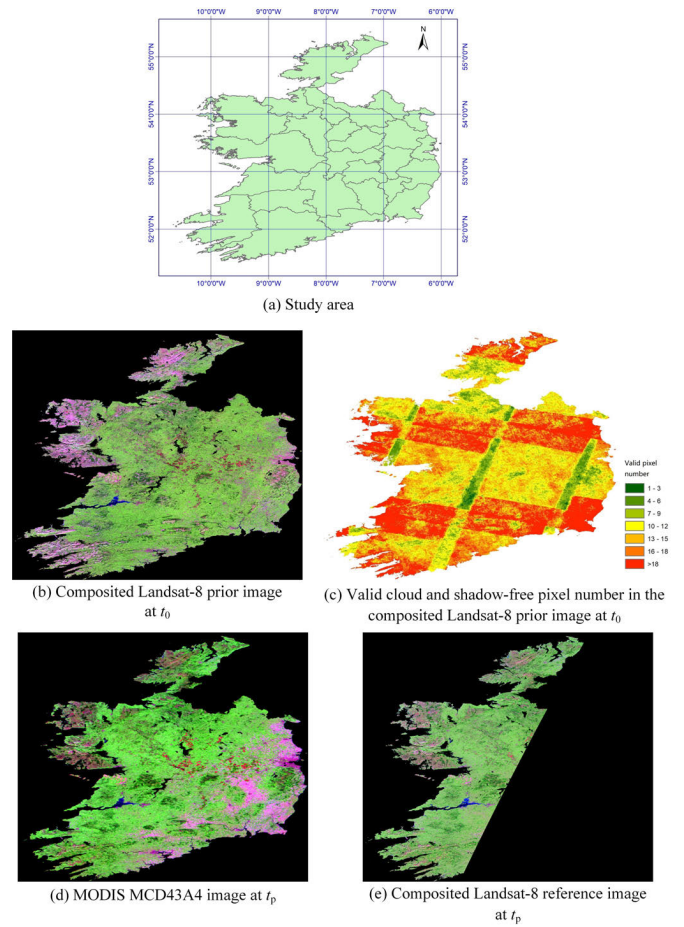 10°0'0"W 9°0'0"W 8°0'0"W 7°0'0"W 6°0'0"W
N
55°0'0"N 55°0'0"N
54°0'0"N 54°0'0"N
53°0'0"N 53°0'0"N
52°0'0"N 52°0'0"N
10°0'0"W 9°0'0"W 8°0'0"W 7°0'0"W 6°0'0"W
(a) Study area
Valid pixel
number
1 - 3
4 - 6
7 - 9
10 - 12
13 - 15
16 - 18
>18
(b) Composited Landsat-8 prior image
at t0
(c) Valid cloud and shadow-free pixel number in the
composited Landsat-8 prior image at t0
(d) MODIS MCD43A4 image at tp
(e) Composited Landsat-8 reference image
at tp